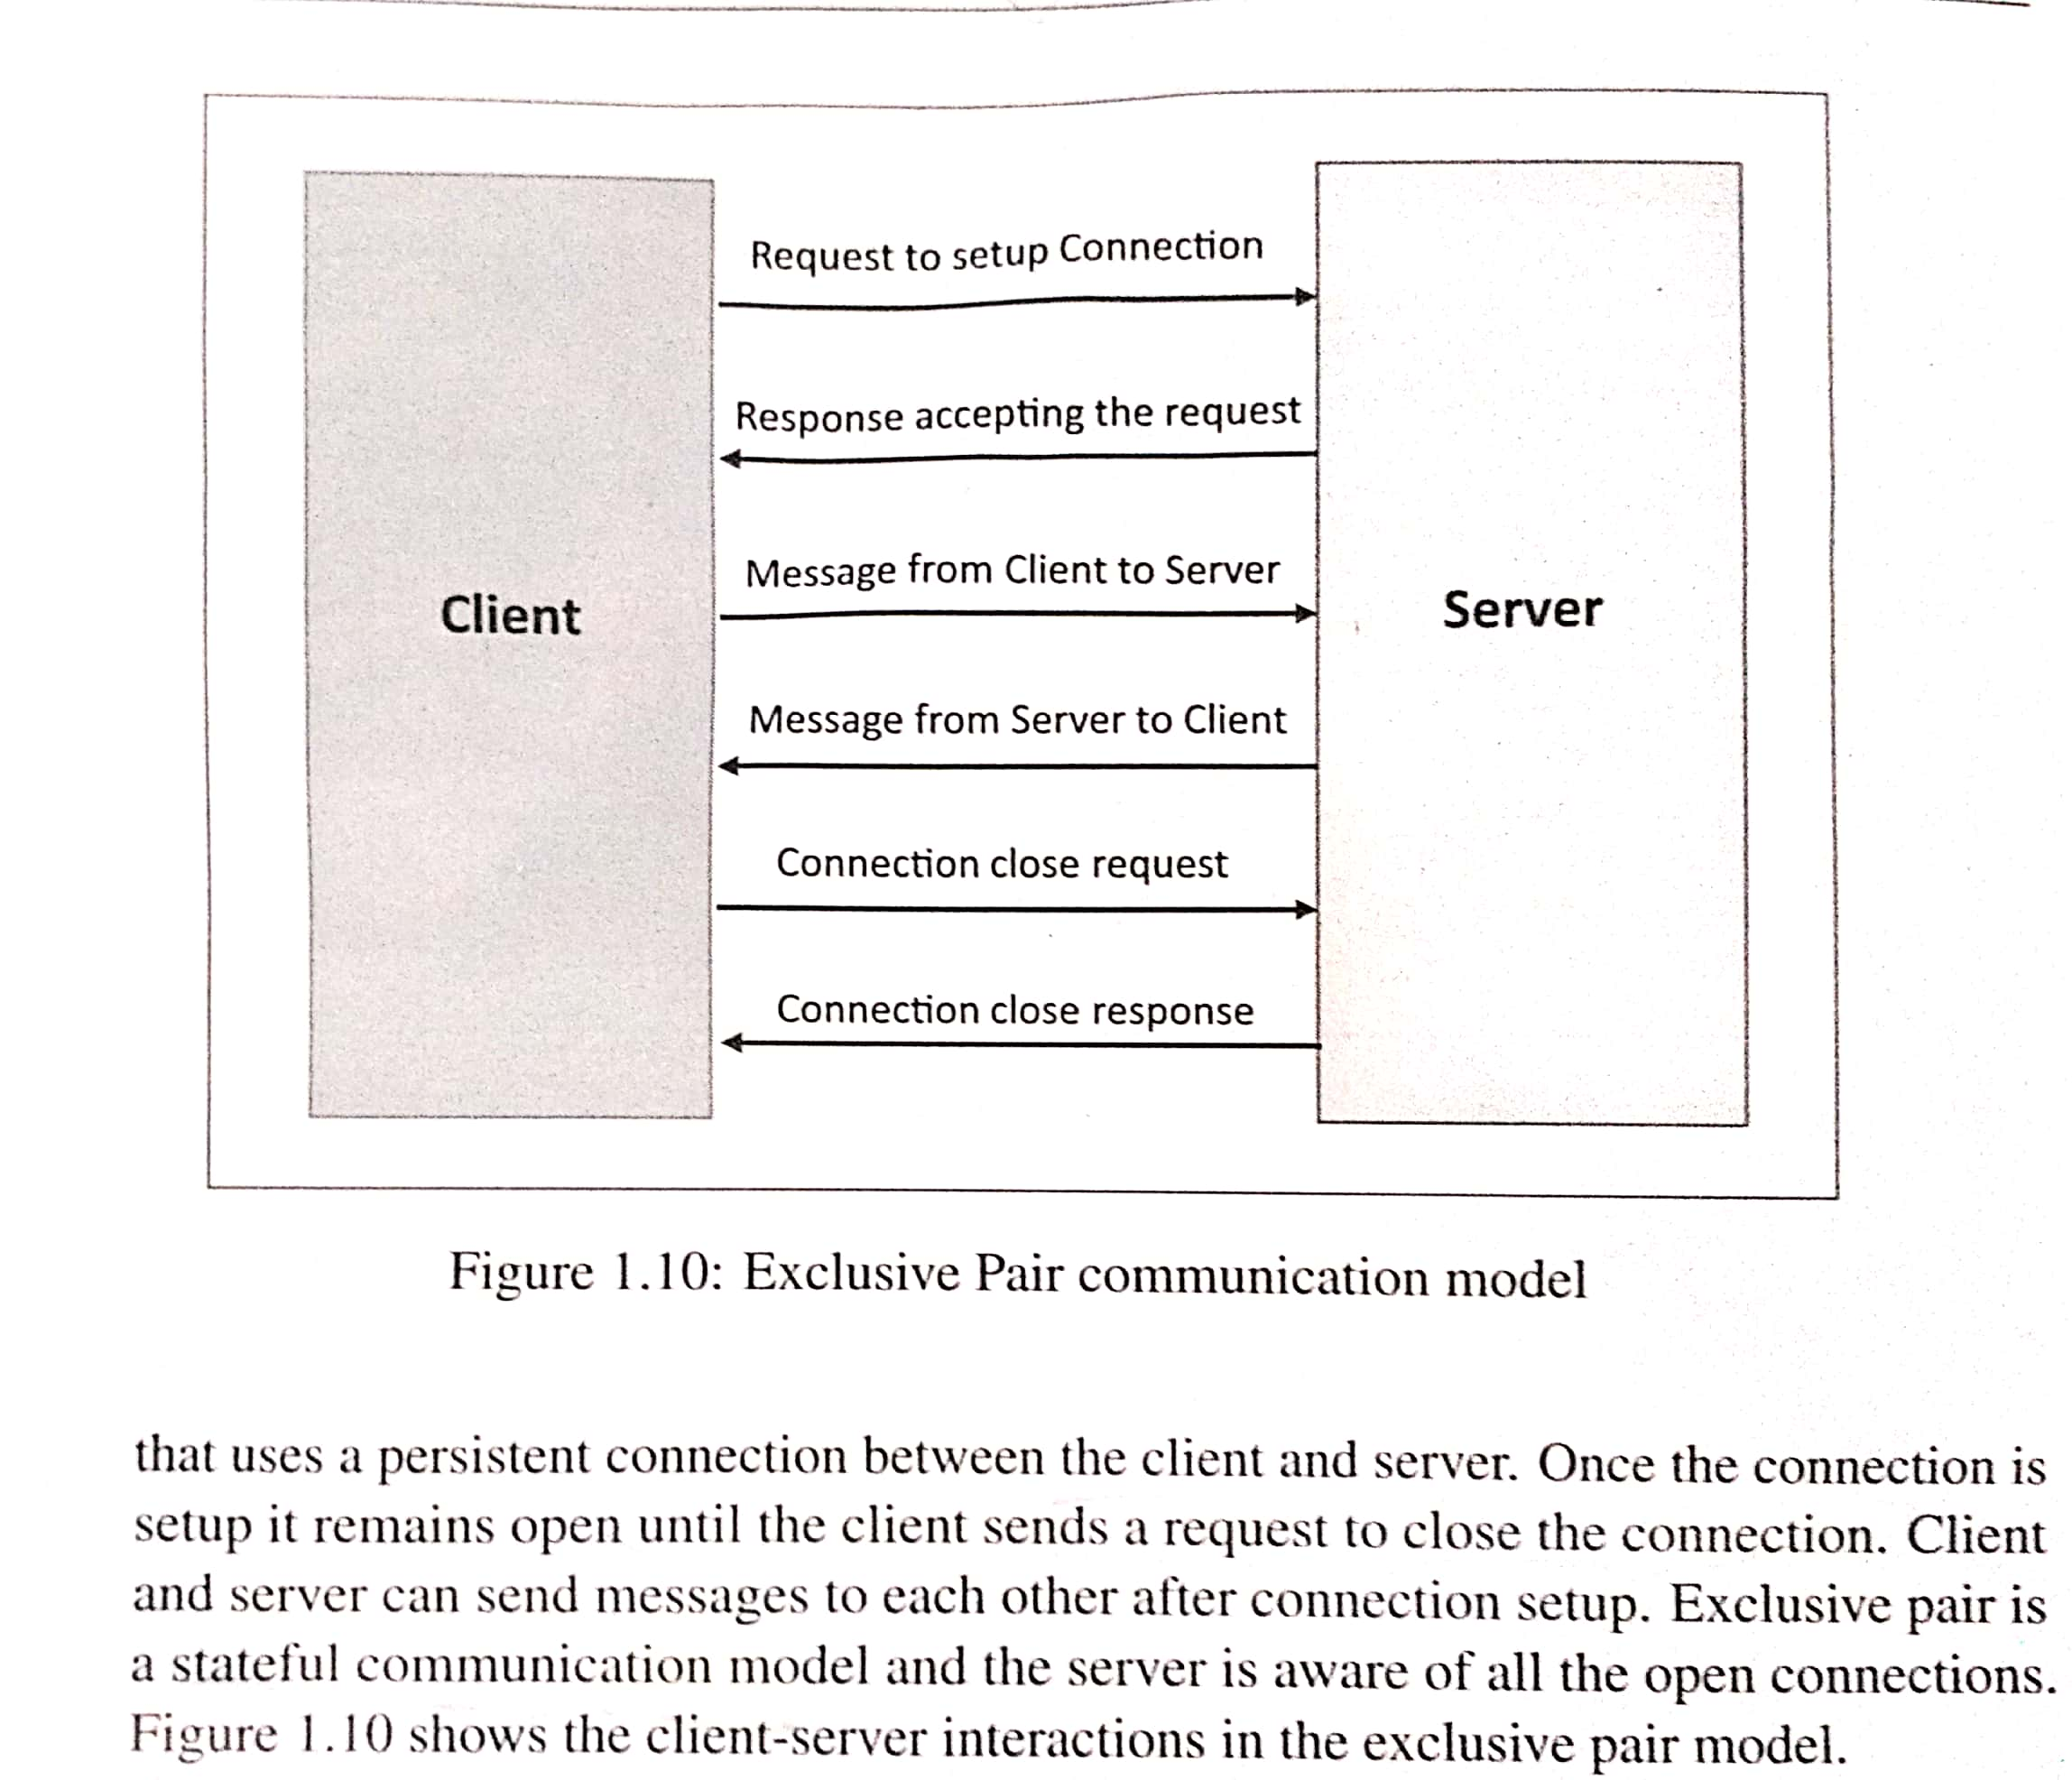 Request to setup Connection
Response accepting the request
Message from Client to Server
Client
Server
Message from Server to Client
Connection close request
Connection close response
Figure 1.10: Exclusive Pair communication model
that uses a persistent connection between the client and server. Once the connection is
setup it remains open until the client sends a request to close the connection. Client
and server can send messages to each other after connection setup. Exclusive pair is
a stateful communication model and the server is aware of all the open connections.
Figure 1.10 shows the client-server interactions in the exclusive pair model.